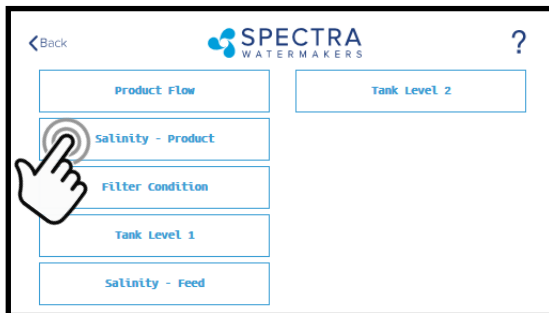 Back
SPECTRA
WATERMAKERS
?
Product Flow
Tank Level 2
Salinity - Product
Filter Condition
Tank Level 1
Salinity - Feed